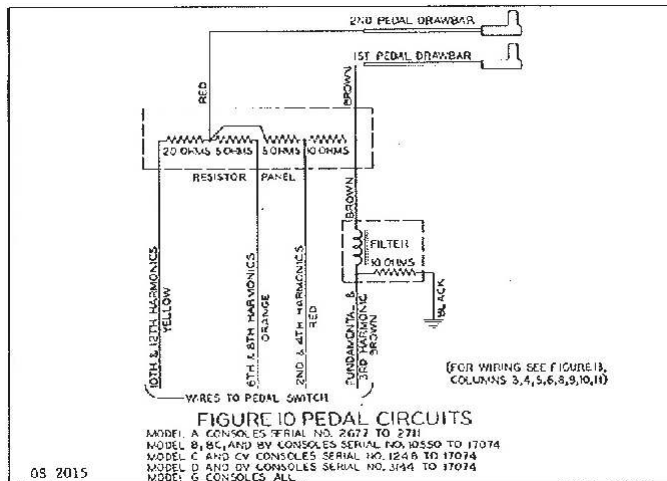 2ND PEDAL DRAWBAR
1ST PEDAL DRAWBAR
RED
BROWN
20 OHMS 5 OHMS 5 OHMS 10 OHMS
RESISTOR PANEL
BROWN
FILTER
10 OHMS
BLACK
10TH & 12TH HARMONICS
YELLOW
6TH & 8TH HARMONICS
ORANGE
2ND & 4TH HARMONICS
RED
FUNDAMENTAL &
3RD HARMONIC
BROWN
WIRES TO PEDAL SWITCH
(FOR WIRING SEE FIGURE 13,
COLUMNS 3,4,5,6,8,9,10,11)
FIGURE 10 PEDAL CIRCUITS
MODEL A CONSOLES SERIAL NO. 2677 TO 2711
MODEL B, BC, AND BV CONSOLES SERIAL NO. 10550 TO 17074
MODEL C AND CV CONSOLES SERIAL NO. 1248 TO 17074
MODEL D AND DV CONSOLES SERIAL NO. 3144 TO 17074
MODEL G CONSOLES ALL
OS 2015